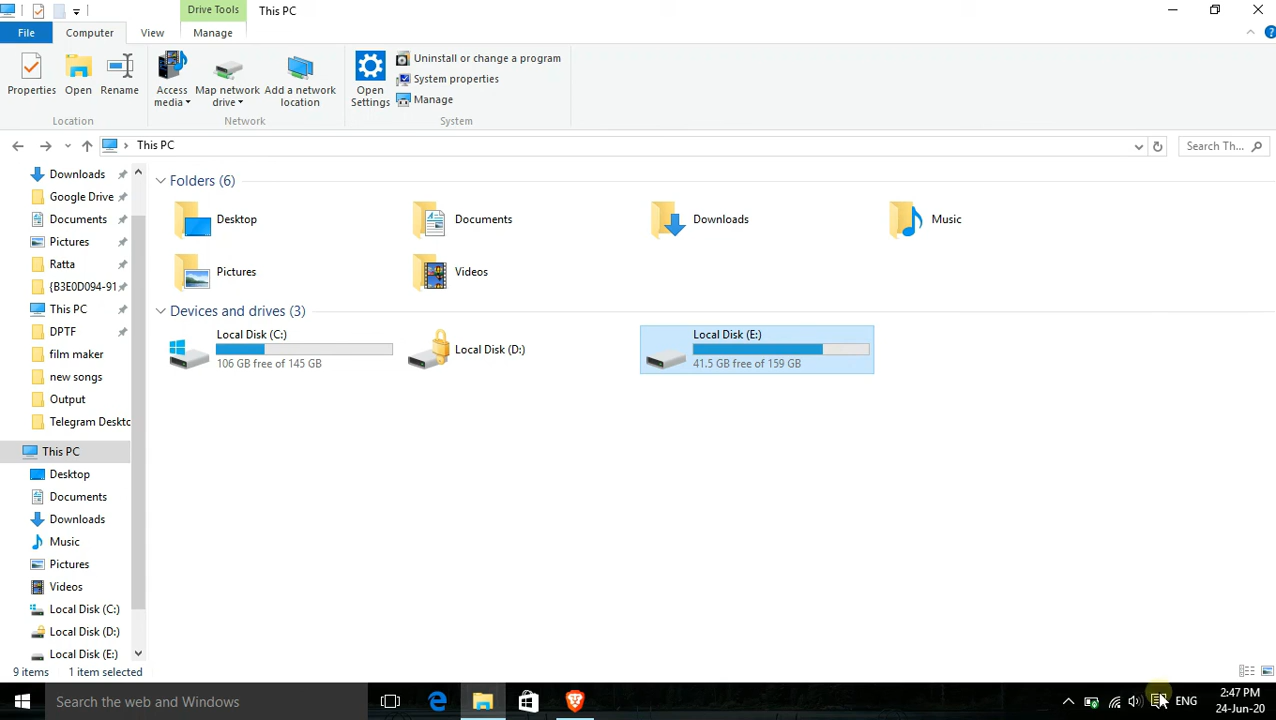 Drive Tools
This PC
File
Computer
View
Manage
Properties
Open
Rename
Location
Access
media
Map network
drive
Add a network
location
Network
Open
Settings
Uninstall or change a program
System properties
Manage
System
This PC
Search Th...
Downloads
Google Drive
Documents
Pictures
Ratta
{B3E0D094-91
This PC
DPTF
film maker
new songs
Output
Telegram Deskto
This PC
Desktop
Documents
Downloads
Music
Pictures
Videos
Local Disk (C:)
Local Disk (D:)
Local Disk (E:)
Folders (6)
Desktop
Documents
Downloads
Music
Pictures
Videos
Devices and drives (3)
Local Disk (C:)
106 GB free of 145 GB
Local Disk (D:)
Local Disk (E:)
41.5 GB free of 159 GB
9 items
1 item selected
Search the web and Windows
ENG
2:47 PM
24-Jun-20